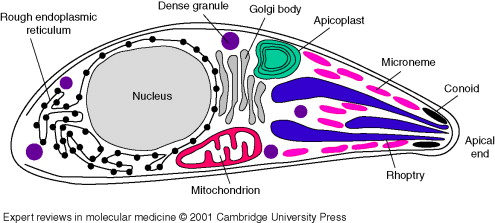 Dense granule
Golgi body
Rough endoplasmic
reticulum
Apicoplast
Microneme
Nucleus
Conoid
Apical
end
Rhoptry
Mitochondrion
Expert reviews in molecular medicine © 2001 Cambridge University Press